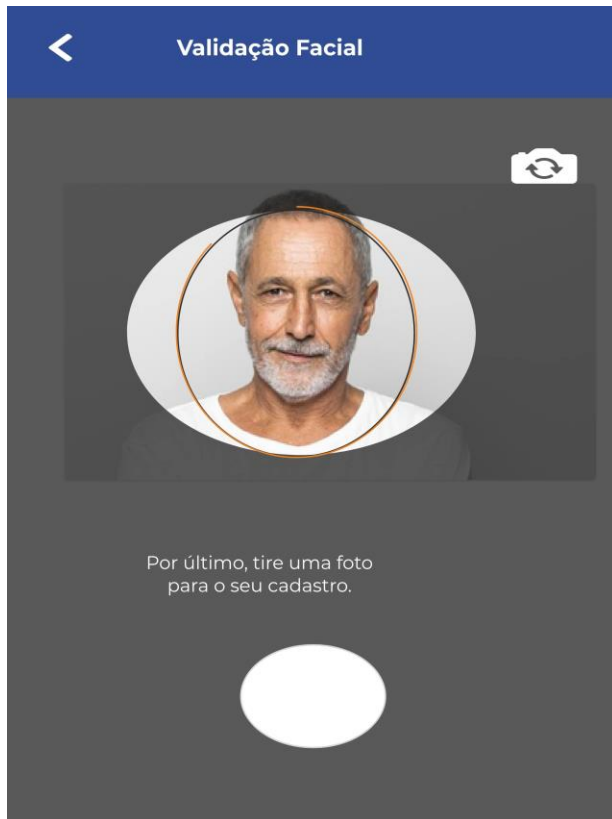 Validação Facial
Por último, tire uma foto
para o seu cadastro.